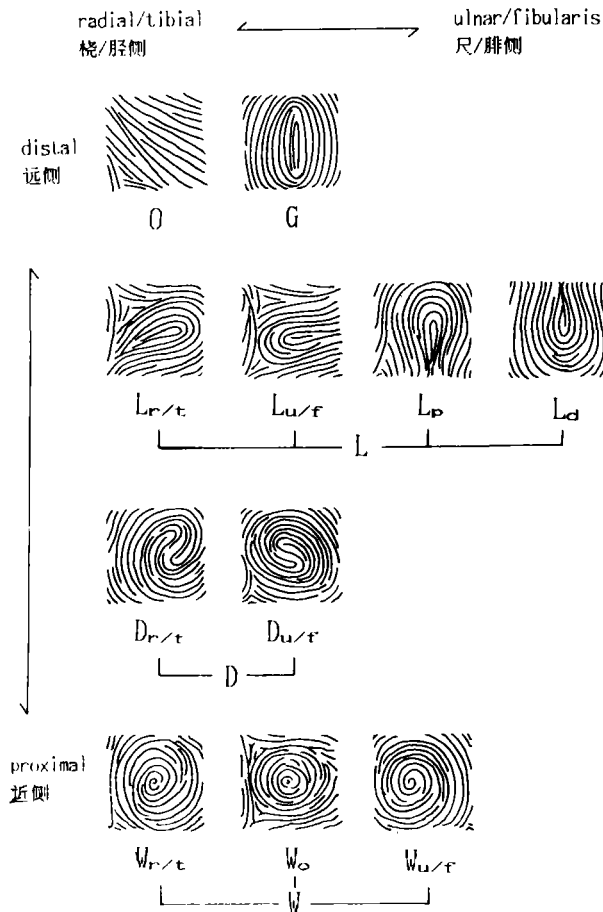 radial/tibial ulnar/fibularis
桡/胫侧 尺/腓侧
distal
远侧
O G
Lr/t Lu/f Lp Ld
L
Dr/t Du/f
D
proximal
近侧
Wr/t Wo Wu/f
W